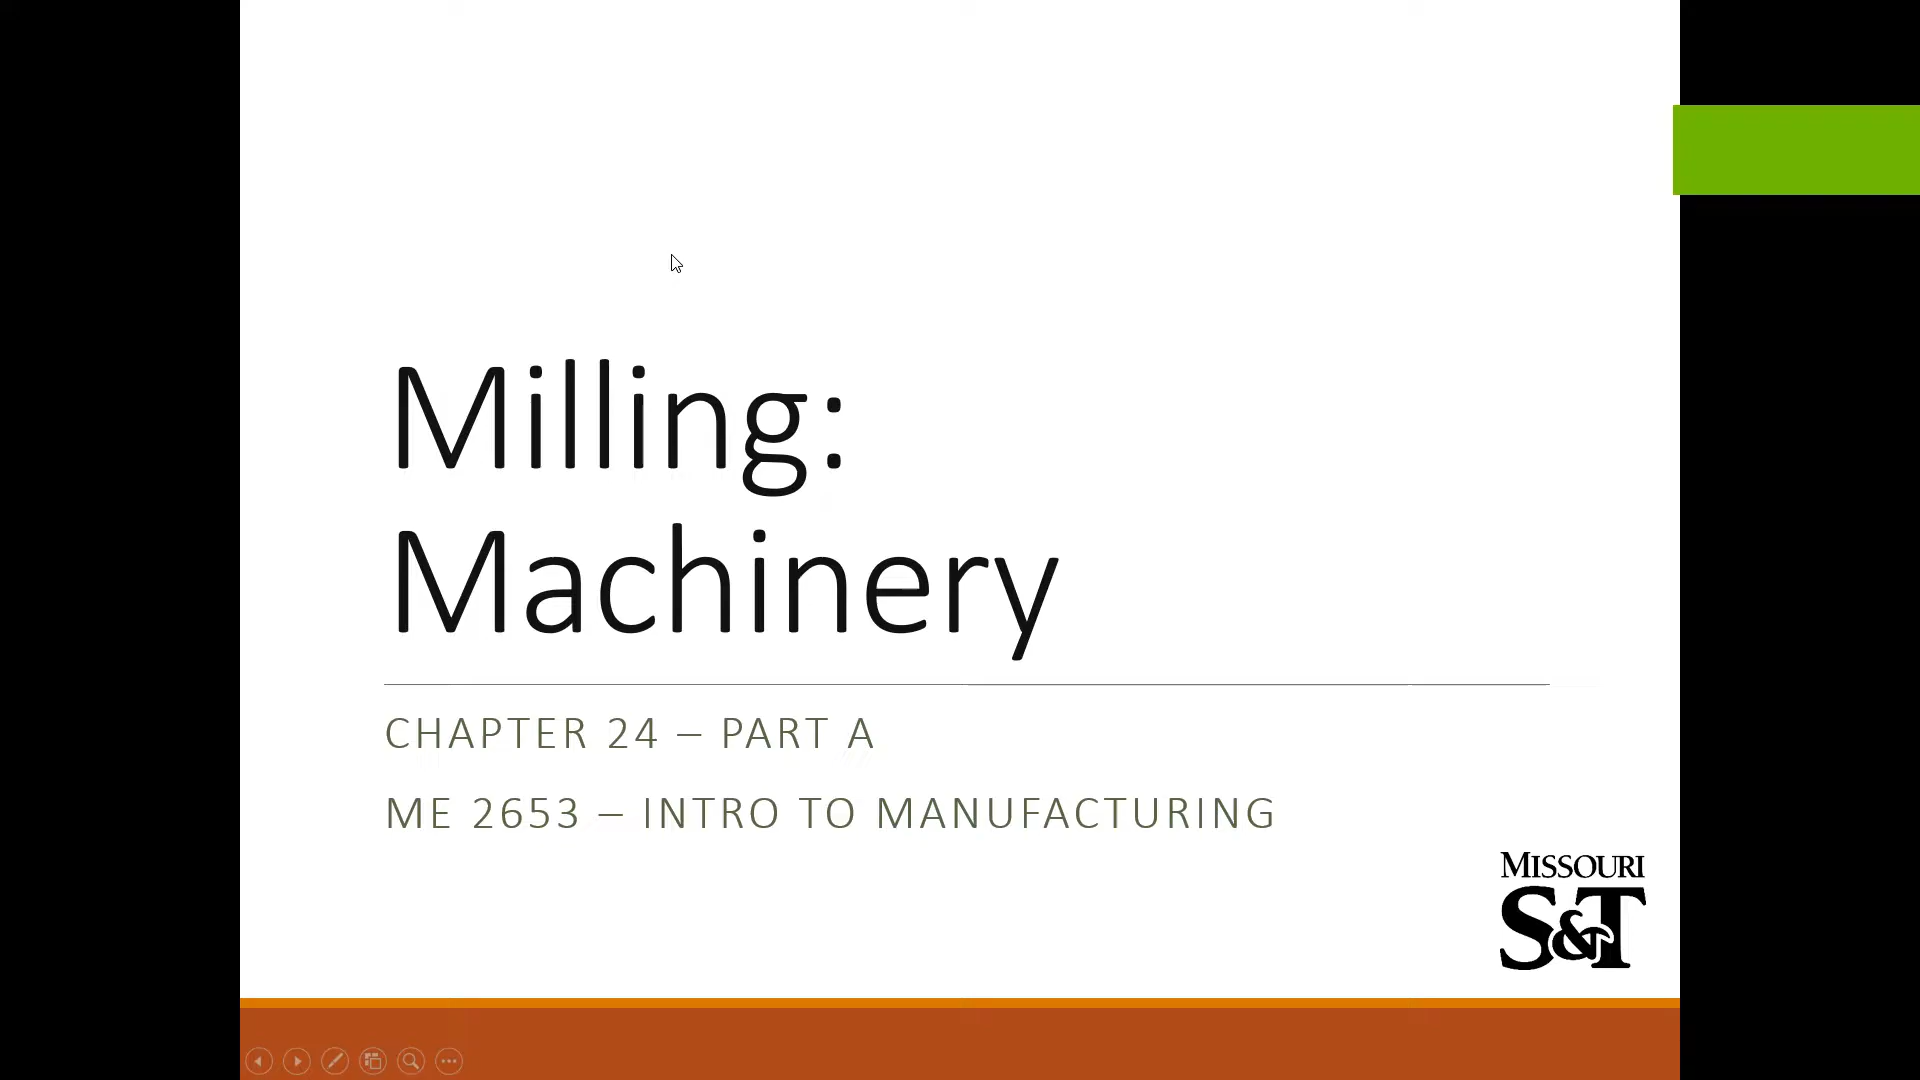 Milling:
Machinery
CHAPTER 24 – PART A
ME 2653 – INTRO TO MANUFACTURING
MISSOURI
S&T